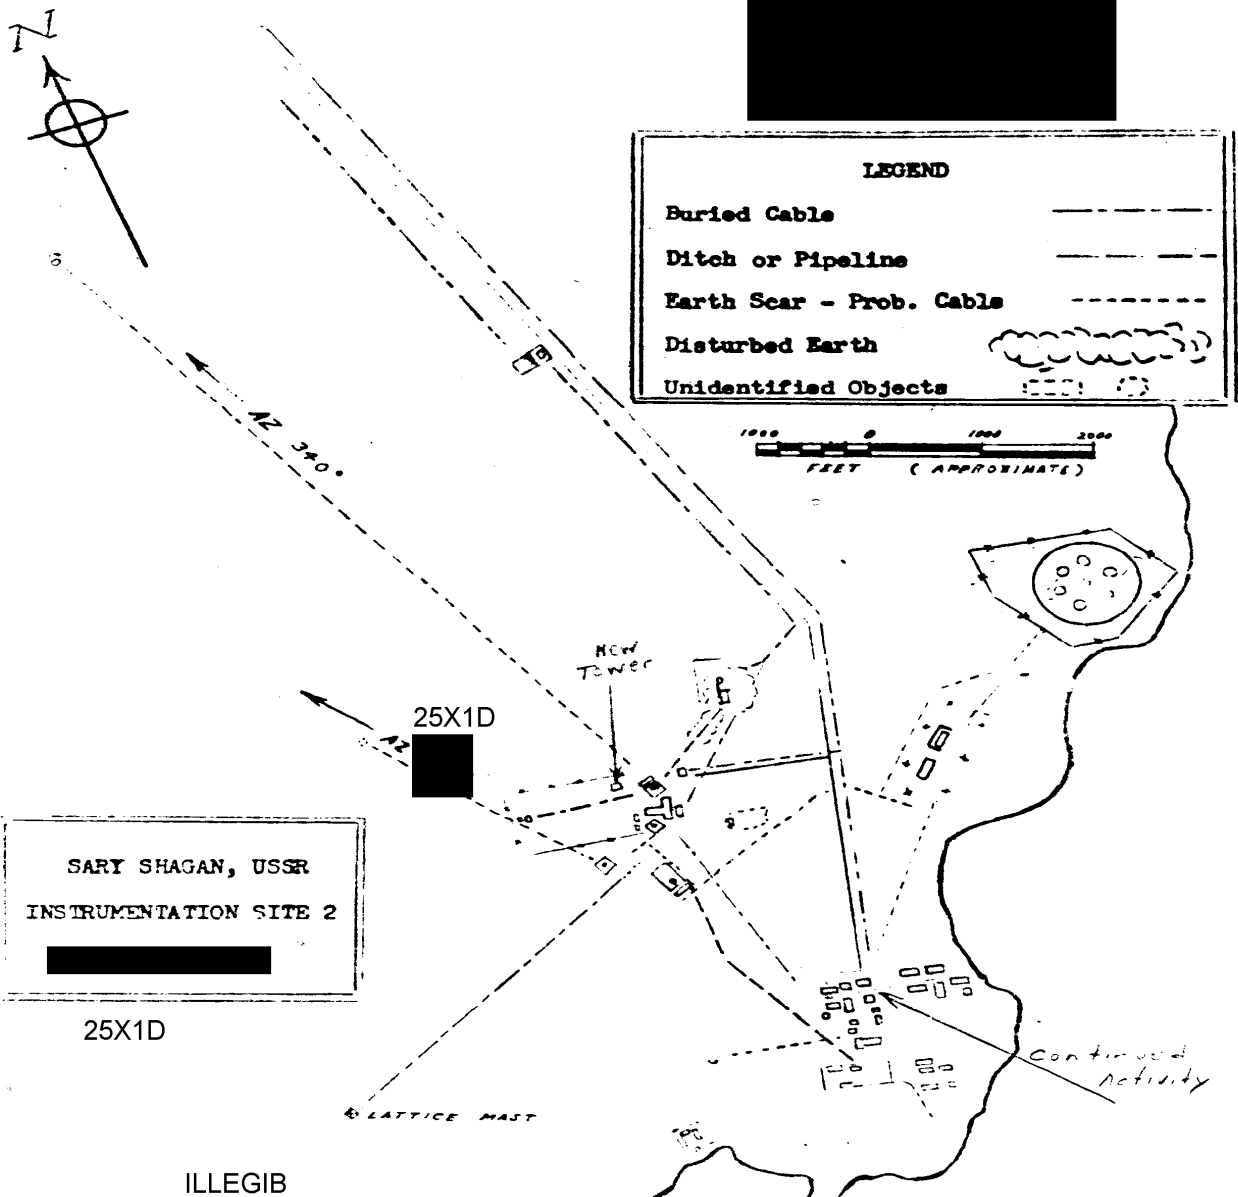 N
LEGEND
Buried Cable
Ditch or Pipeline
Earth Scar - Prob. Cable
Disturbed Earth
Unidentified Objects
1000 0 1000 2000
FEET (APPROXIMATE)
AZ 340°
New
Tower
25X1D
AZ
SARY SHAGAN, USSR
INSTRUMENTATION SITE 2
25X1D
Continued
Activity
LATTICE MAST
ILLEGIB